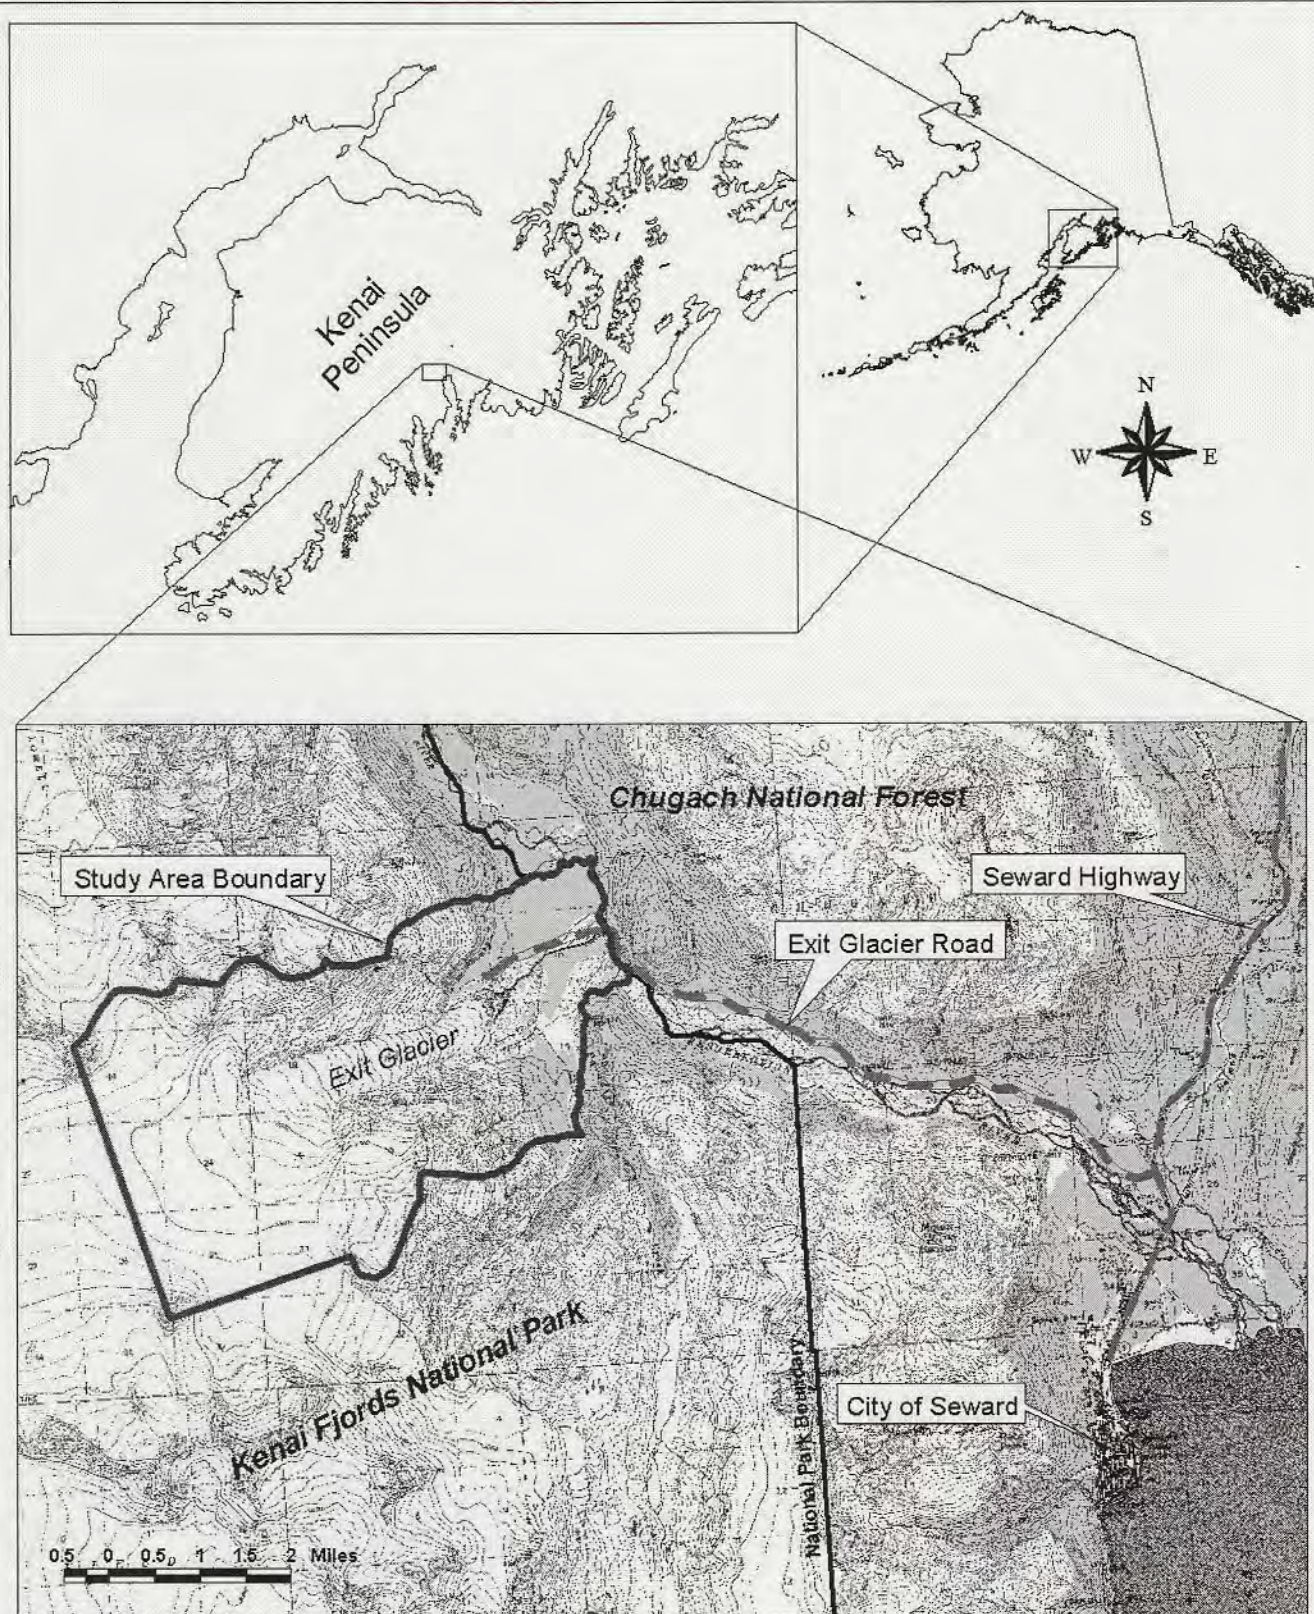 Kenai
Peninsula
N
W
E
S
Chugach National Forest
Study Area Boundary
Seward Highway
Exit Glacier Road
Exit Glacier
Kenai Fjords National Park
National Park Boundary
City of Seward
0.5 0 0.5 1 1.5 2 Miles